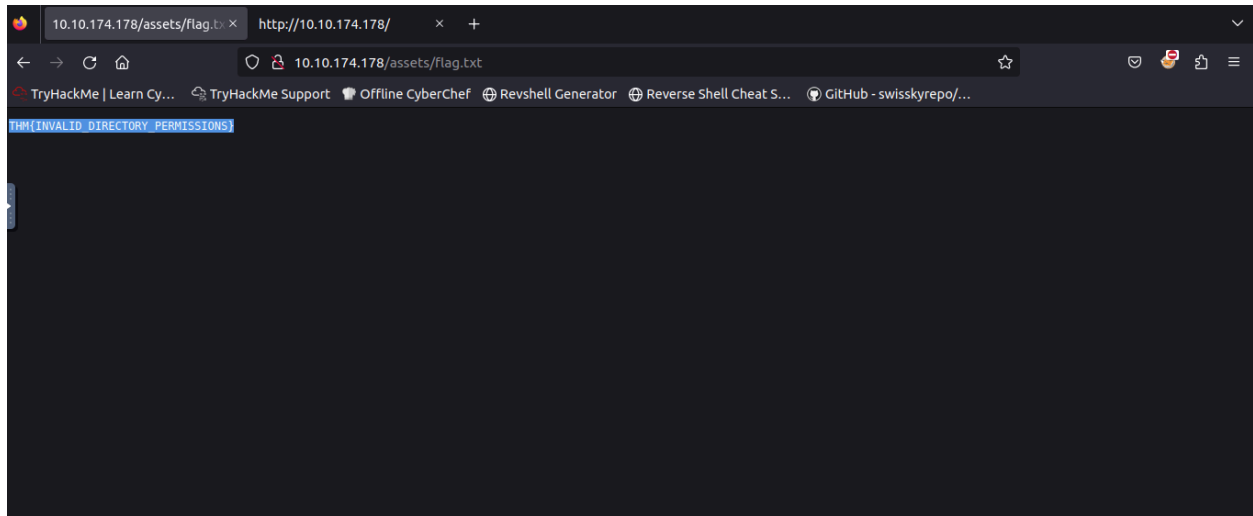 10.10.174.178/assets/flag.tx × http://10.10.174.178/ × +
10.10.174.178/assets/flag.txt
TryHackMe | Learn Cy... TryHackMe Support Offline CyberChef Revshell Generator Reverse Shell Cheat S... GitHub - swisskyrepo/...
THM{INVALID_DIRECTORY_PERMISSIONS}